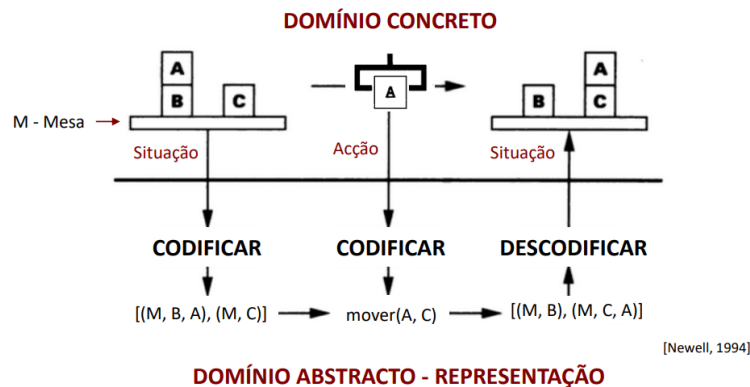 DOMÍNIO CONCRETO
A
B
C
A
B
A
C
M - Mesa
Situação
Acção
Situação
CODIFICAR
CODIFICAR
DESCODIFICAR
[(M, B, A), (M, C)]
mover(A, C)
[(M, B), (M, C, A)]
[Newell, 1994]
DOMÍNIO ABSTRACTO - REPRESENTAÇÃO